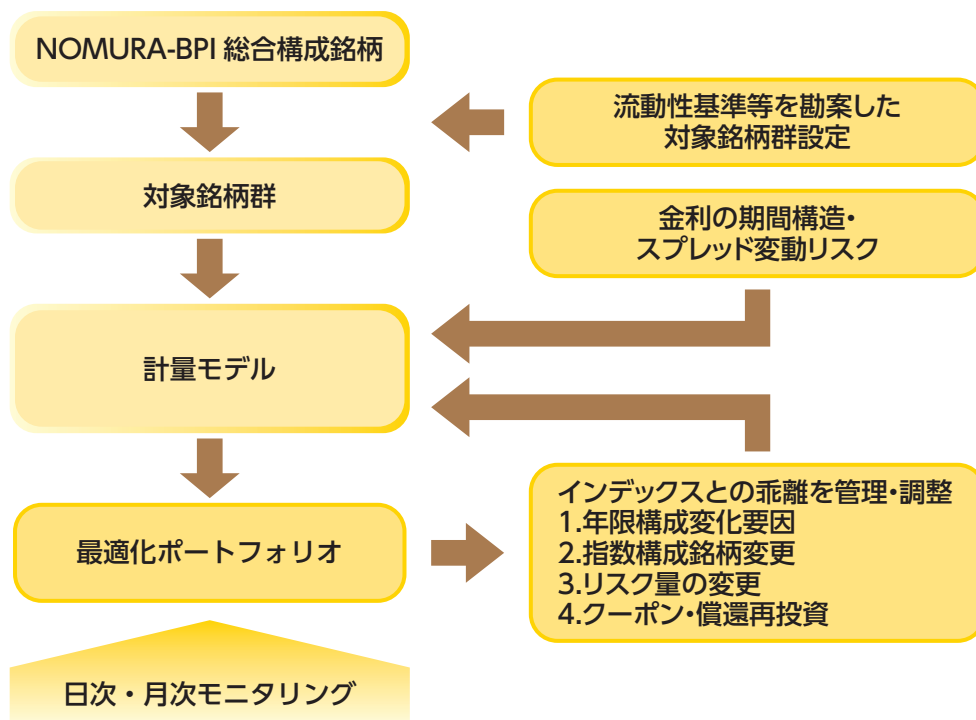 NOMURA-BPI 総合構成銘柄
流動性基準等を勘案した
対象銘柄群設定
対象銘柄群
金利の期間構造・
スプレッド変動リスク
計量モデル
最適化ポートフォリオ
インデックスとの乖離を管理・調整
1.年限構成変化要因
2.指数構成銘柄変更
3.リスク量の変更
4.クーポン・償還再投資
日次・月次モニタリング